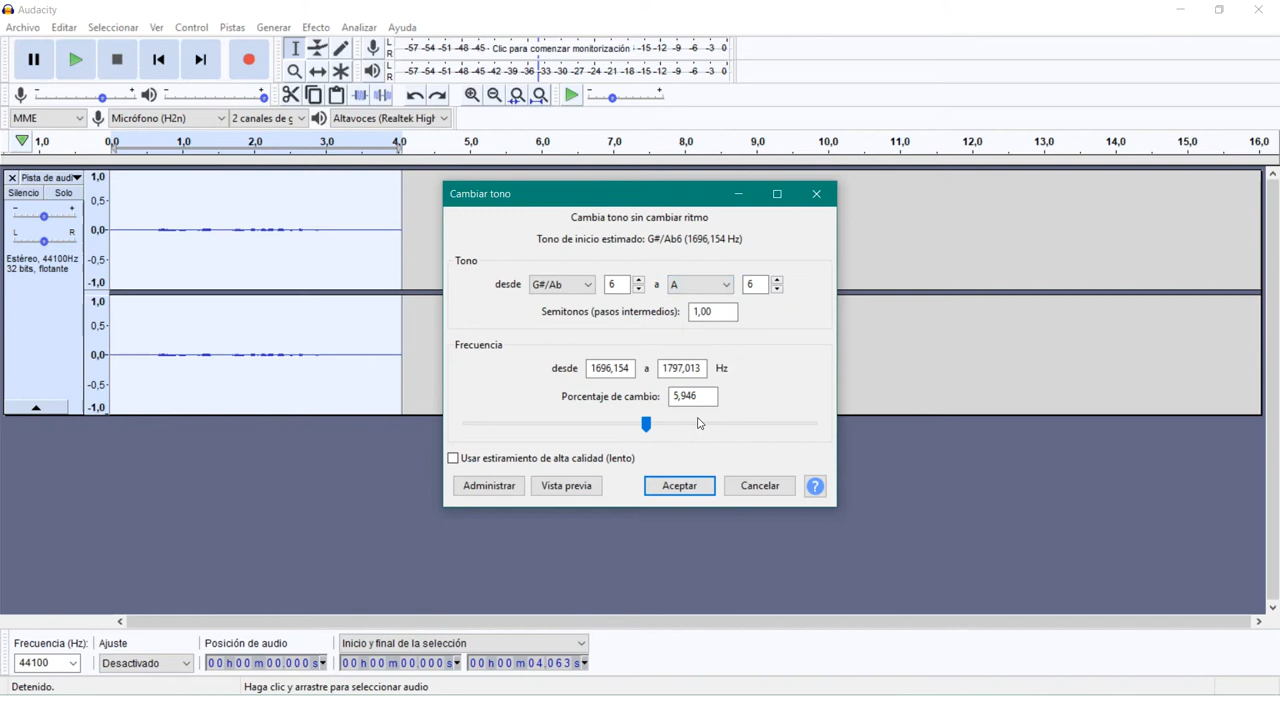 Audacity
Archivo Editar Seleccionar Ver Control Pistas Generar Efecto Analizar Ayuda
L -57 -54 -51 -48 -45 - Clic para comenzar monitorización -15 -12 -9 -6 -3 0
R
L -57 -54 -51 -48 -45 -42 -39 -36 -33 -30 -27 -24 -21 -18 -15 -12 -9 -6 -3 0
R
- + - +
- +
MME Micrófono (H2n) 2 canales de g Altavoces (Realtek High
1,0 0,0 1,0 2,0 3,0 4,0 5,0 6,0 7,0 8,0 9,0 10,0 11,0 12,0 13,0 14,0 15,0 16,0
Pista de audi 1,0
Silencio Solo
- + 0,5-
L R 0,0-
Estéreo, 44100Hz -0,5-
32 bits, flotante
-1,0
1,0
0,5-
0,0-
-0,5-
-1,0
Cambiar tono
Cambia tono sin cambiar ritmo
Tono de inicio estimado: G#/Ab6 (1696,154 Hz)
Tono
desde G#/Ab 6 a A 6
Semitonos (pasos intermedios): 1,00
Frecuencia
desde 1696,154 a 1797,013 Hz
Porcentaje de cambio: 5,946
Usar estiramiento de alta calidad (lento)
Administrar Vista previa Aceptar Cancelar ?
Frecuencia (Hz): Ajuste Posición de audio Inicio y final de la selección
44100 Desactivado 00 h 00 m 00.000 s 00 h 00 m 00.000 s 00 h 00 m 04.063 s
Detenido. Haga clic y arrastre para seleccionar audio